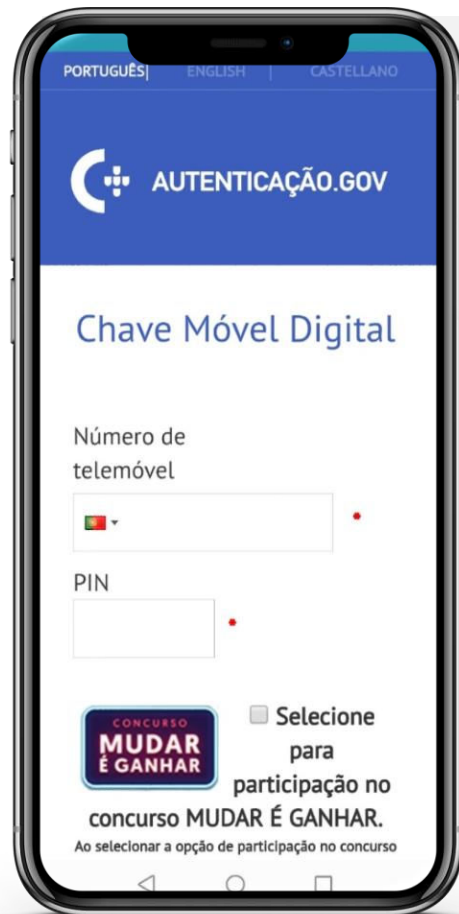 PORTUGUÊS| ENGLISH | CASTELLANO
AUTENTICAÇÃO.GOV
Chave Móvel Digital
Número de
telemóvel
*
PIN
*
CONCURSO
MUDAR
É GANHAR
Selecione
para
participação no
concurso MUDAR É GANHAR.
Ao selecionar a opção de participação no concurso